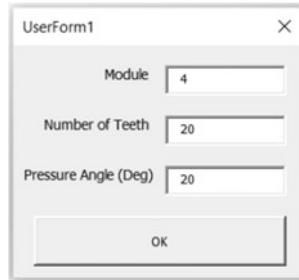 UserForm1
Module 4
Number of Teeth 20
Pressure Angle (Deg) 20
OK